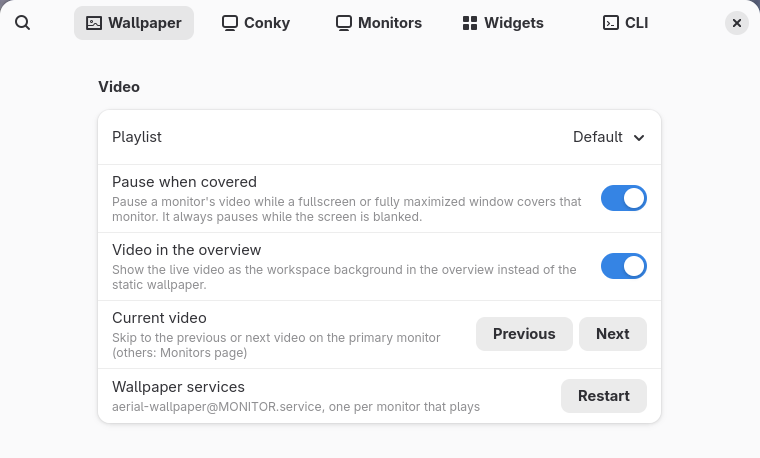 Wallpaper
Conky
Monitors
Widgets
CLI
Video
Playlist
Default
Pause when covered
Pause a monitor's video while a fullscreen or fully maximized window covers that
monitor. It always pauses while the screen is blanked.
Video in the overview
Show the live video as the workspace background in the overview instead of the
static wallpaper.
Current video
Skip to the previous or next video on the primary monitor
(others: Monitors page)
Previous
Next
Wallpaper services
aerial-wallpaper@MONITOR.service, one per monitor that plays
Restart